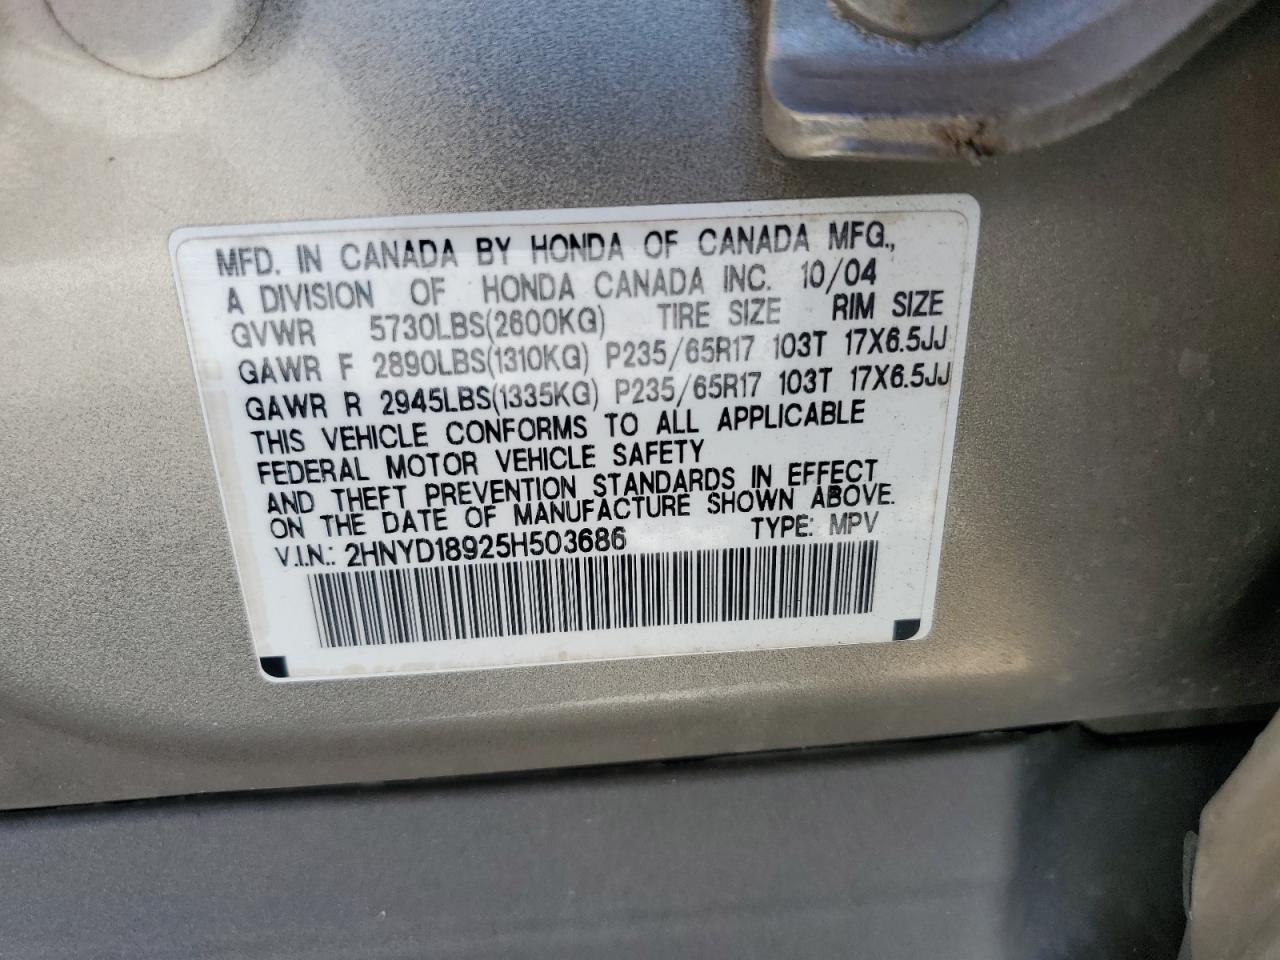 MFD. IN CANADA BY HONDA OF CANADA MFG.,
A DIVISION OF HONDA CANADA INC. 10/04
GVWR 5730LBS(2600KG) TIRE SIZE RIM SIZE
GAWR F 2890LBS(1310KG) P235/65R17 103T 17X6.5JJ
GAWR R 2945LBS(1335KG) P235/65R17 103T 17X6.5JJ
THIS VEHICLE CONFORMS TO ALL APPLICABLE
FEDERAL MOTOR VEHICLE SAFETY
AND THEFT PREVENTION STANDARDS IN EFFECT
ON THE DATE OF MANUFACTURE SHOWN ABOVE.
V.I.N.: 2HNYD18925H503686 TYPE: MPV